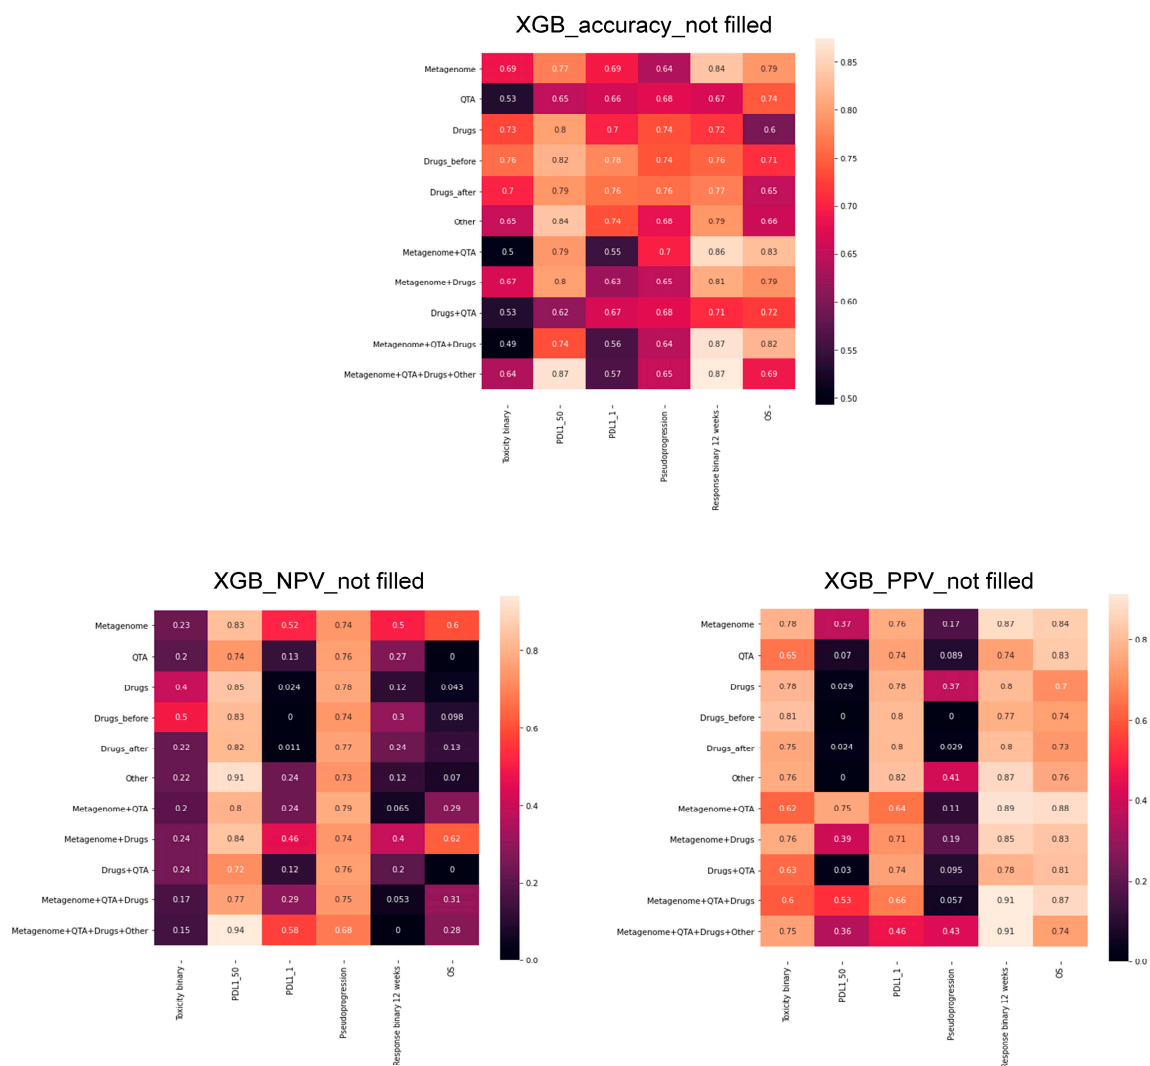 XGB_accuracy_not filled
Metagenome 0.69 0.77 0.69 0.64 0.84 0.79
QTA 0.53 0.65 0.66 0.68 0.67 0.74
Drugs 0.73 0.8 0.7 0.74 0.72 0.6
Drugs_before 0.76 0.82 0.78 0.74 0.76 0.71
Drugs_after 0.7 0.79 0.76 0.76 0.77 0.65
Other 0.65 0.84 0.74 0.68 0.79 0.66
Metagenome+QTA 0.5 0.79 0.55 0.7 0.86 0.83
Metagenome+Drugs 0.67 0.8 0.63 0.65 0.81 0.79
Drugs+QTA 0.53 0.62 0.67 0.68 0.71 0.72
Metagenome+QTA+Drugs 0.49 0.74 0.56 0.64 0.87 0.82
Metagenome+QTA+Drugs+Other 0.64 0.87 0.57 0.65 0.87 0.69
Toxicity binary
PDL1_50
PDL1_1
Pseudoprogression
Response binary 12 weeks
OS
0.85
0.80
0.75
0.70
0.65
0.60
0.55
0.50
XGB_NPV_not filled
Metagenome 0.23 0.83 0.52 0.74 0.5 0.6
QTA 0.2 0.74 0.13 0.76 0.27 0
Drugs 0.4 0.85 0.024 0.78 0.12 0.043
Drugs_before 0.5 0.83 0 0.74 0.3 0.098
Drugs_after 0.22 0.82 0.011 0.77 0.24 0.13
Other 0.22 0.91 0.24 0.73 0.12 0.07
Metagenome+QTA 0.2 0.8 0.24 0.79 0.065 0.29
Metagenome+Drugs 0.24 0.84 0.46 0.74 0.4 0.62
Drugs+QTA 0.24 0.72 0.12 0.76 0.2 0
Metagenome+QTA+Drugs 0.17 0.77 0.29 0.75 0.053 0.31
Metagenome+QTA+Drugs+Other 0.15 0.94 0.58 0.68 0 0.28
Toxicity binary
PDL1_50
PDL1_1
Pseudoprogression
Response binary 12 weeks
OS
0.8
0.6
0.4
0.2
0.0
XGB_PPV_not filled
Metagenome 0.78 0.37 0.76 0.17 0.87 0.84
QTA 0.65 0.07 0.74 0.089 0.74 0.83
Drugs 0.78 0.029 0.78 0.37 0.8 0.7
Drugs_before 0.81 0 0.8 0 0.77 0.74
Drugs_after 0.75 0.024 0.8 0.029 0.8 0.73
Other 0.76 0 0.82 0.41 0.87 0.76
Metagenome+QTA 0.62 0.75 0.64 0.11 0.89 0.88
Metagenome+Drugs 0.76 0.39 0.71 0.19 0.85 0.83
Drugs+QTA 0.63 0.03 0.74 0.095 0.78 0.81
Metagenome+QTA+Drugs 0.6 0.53 0.66 0.057 0.91 0.87
Metagenome+QTA+Drugs+Other 0.75 0.36 0.46 0.43 0.91 0.74
Toxicity binary
PDL1_50
PDL1_1
Pseudoprogression
Response binary 12 weeks
OS
0.8
0.6
0.4
0.2
0.0